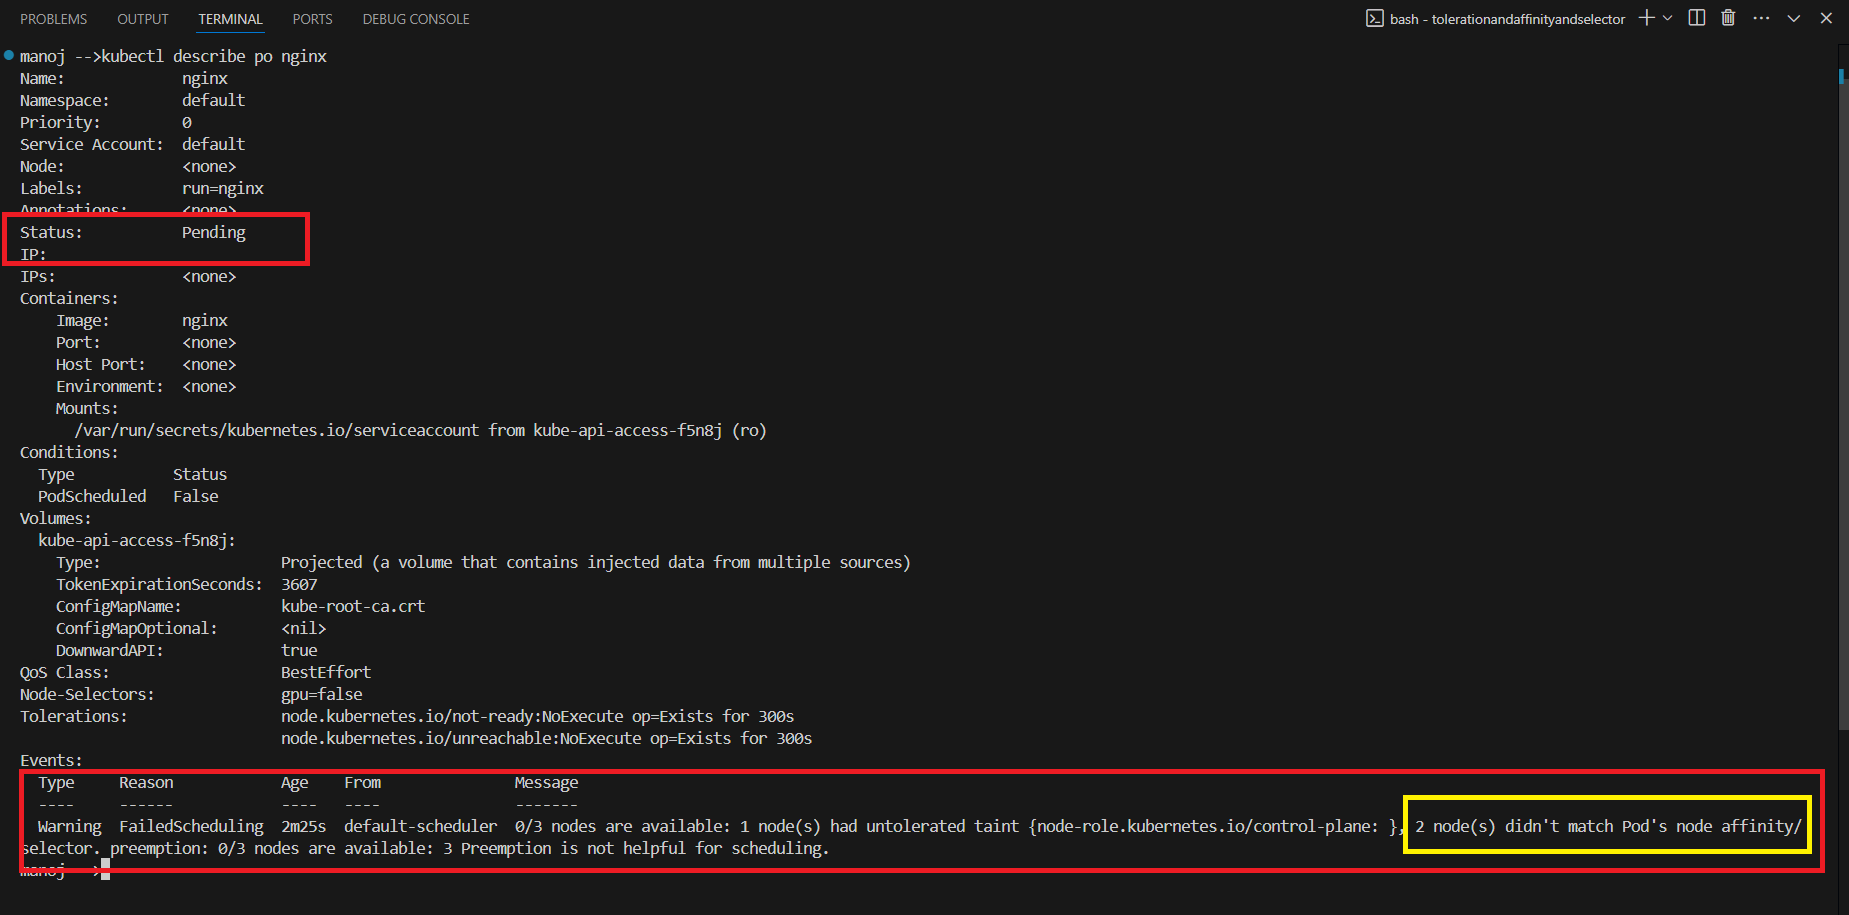 PROBLEMS OUTPUT TERMINAL PORTS DEBUG CONSOLE bash - tolerationandaffinityandselector
manoj -->kubectl describe po nginx
Name: nginx
Namespace: default
Priority: 0
Service Account: default
Node: <none>
Labels: run=nginx
Annotations: <none>
Status: Pending
IP:
IPs: <none>
Containers:
Image: nginx
Port: <none>
Host Port: <none>
Environment: <none>
Mounts:
/var/run/secrets/kubernetes.io/serviceaccount from kube-api-access-f5n8j (ro)
Conditions:
Type Status
PodScheduled False
Volumes:
kube-api-access-f5n8j:
Type: Projected (a volume that contains injected data from multiple sources)
TokenExpirationSeconds: 3607
ConfigMapName: kube-root-ca.crt
ConfigMapOptional: <nil>
DownwardAPI: true
QoS Class: BestEffort
Node-Selectors: gpu=false
Tolerations: node.kubernetes.io/not-ready:NoExecute op=Exists for 300s
node.kubernetes.io/unreachable:NoExecute op=Exists for 300s
Events:
Type Reason Age From Message
---- ------ ---- ---- -------
Warning FailedScheduling 2m25s default-scheduler 0/3 nodes are available: 1 node(s) had untolerated taint {node-role.kubernetes.io/control-plane: }, 2 node(s) didn't match Pod's node affinity/
selector. preemption: 0/3 nodes are available: 3 Preemption is not helpful for scheduling.
manoj -->